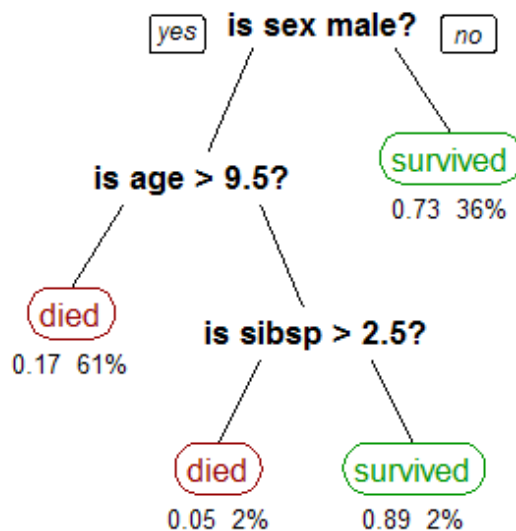 yes is sex male? no
survived
0.73 36%
is age > 9.5?
died
0.17 61%
is sibsp > 2.5?
died survived
0.05 2% 0.89 2%